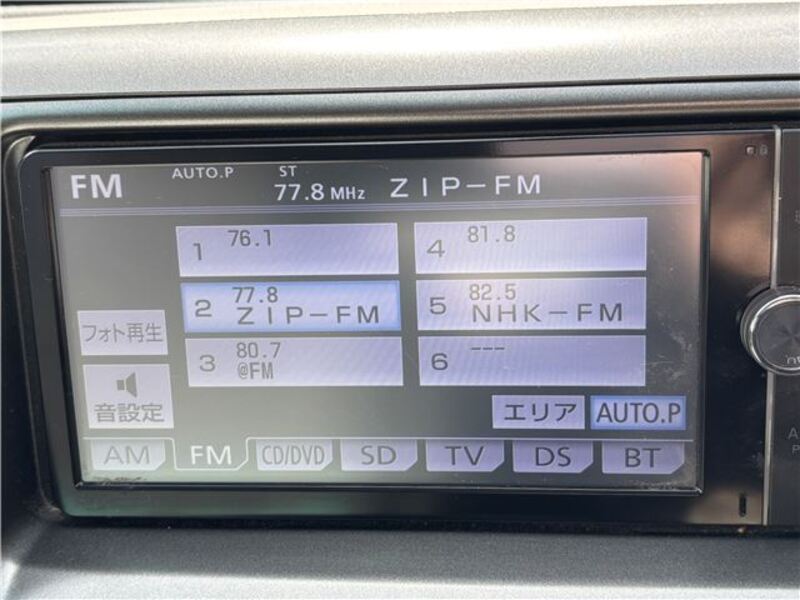 FM AUTO.P ST 77.8 MHz ZIP-FM
1 76.1
4 81.8
2 77.8 ZIP-FM
5 82.5 NHK-FM
3 80.7 @FM
6 ---
フォト再生
音設定
エリア AUTO.P
AM FM CD/DVD SD TV DS BT